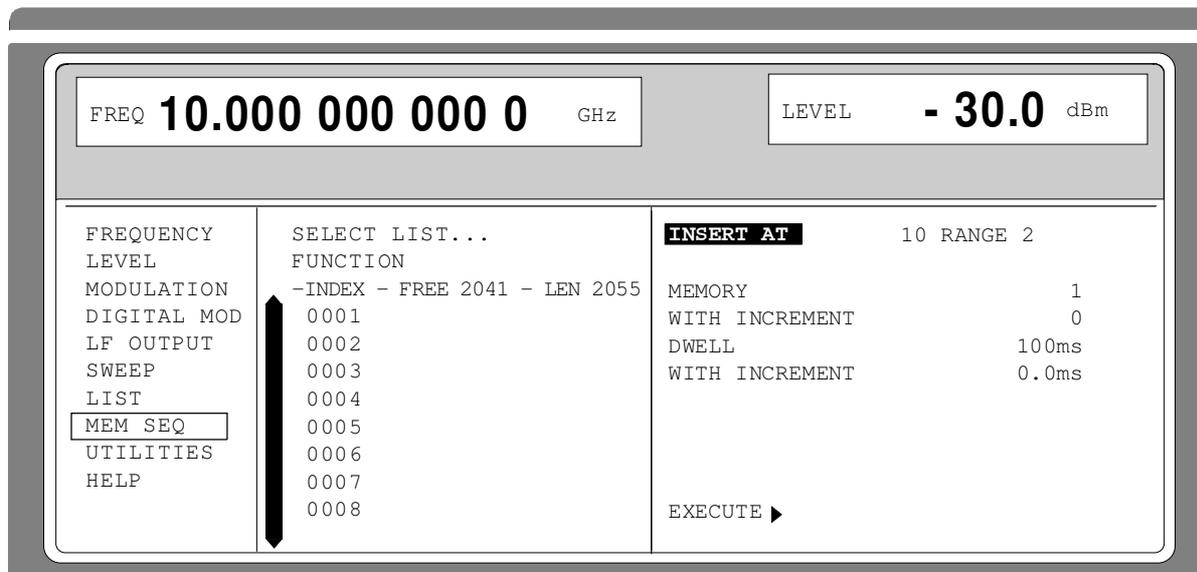 FREQ 10.000 000 000 0 GHz
LEVEL - 30.0 dBm
FREQUENCY
LEVEL
MODULATION
DIGITAL MOD
LF OUTPUT
SWEEP
LIST
MEM SEQ
UTILITIES
HELP
SELECT LIST...
FUNCTION
-INDEX - FREE 2041 - LEN 2055
0001
0002
0003
0004
0005
0006
0007
0008
INSERT AT 10 RANGE 2
MEMORY 1
WITH INCREMENT 0
DWELL 100ms
WITH INCREMENT 0.0ms
EXECUTE